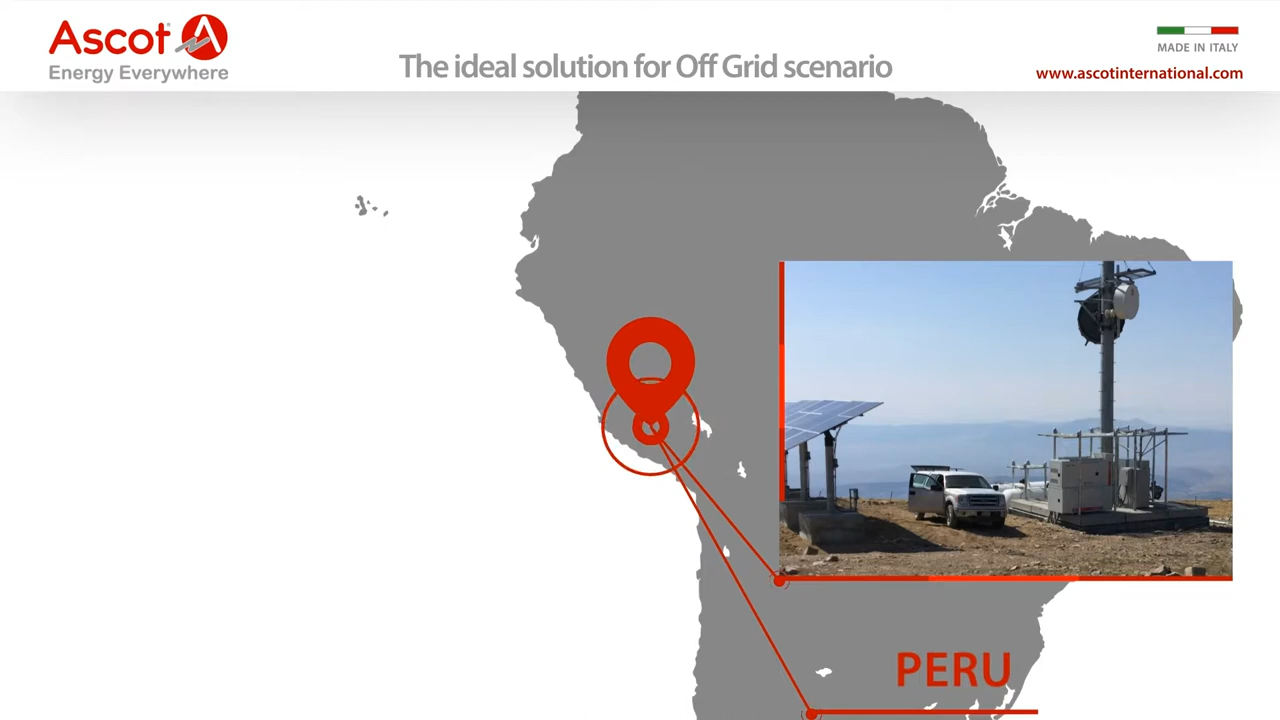 Ascot
Energy Everywhere
The ideal solution for Off Grid scenario
MADE IN ITALY
www.ascotinternational.com
PERU